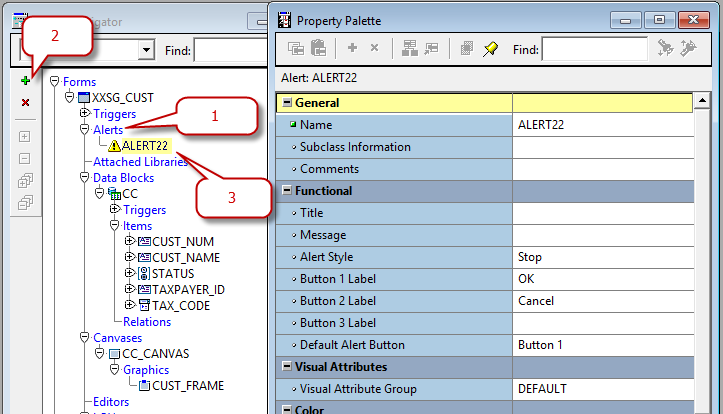 igator
Find:
2
Forms
XXSG_CUST
Triggers
Alerts
1
ALERT22
Attached Libraries
3
Data Blocks
CC
Triggers
Items
CUST_NUM
CUST_NAME
STATUS
TAXPAYER_ID
TAX_CODE
Relations
Canvases
CC_CANVAS
Graphics
CUST_FRAME
Editors
Property Palette
Find:
Alert: ALERT22
General
Name ALERT22
Subclass Information
Comments
Functional
Title
Message
Alert Style Stop
Button 1 Label OK
Button 2 Label Cancel
Button 3 Label
Default Alert Button Button 1
Visual Attributes
Visual Attribute Group DEFAULT
Color